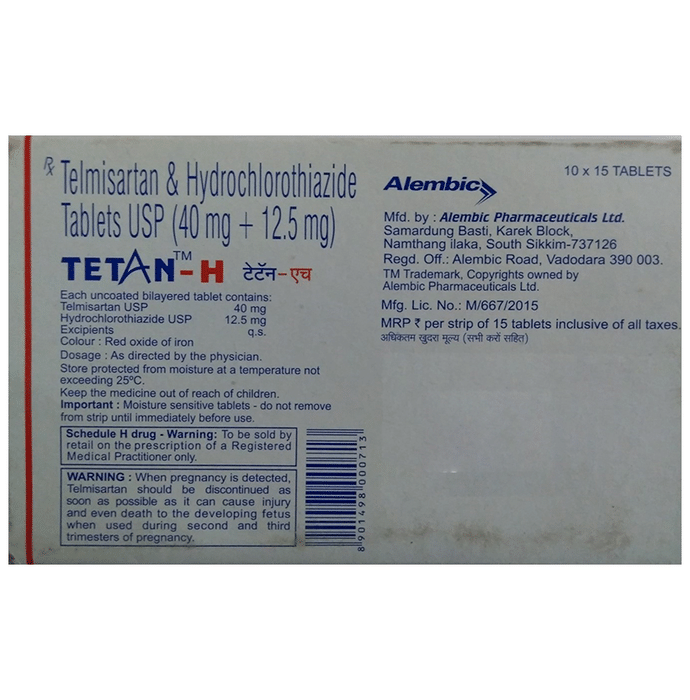 Rx Telmisartan & Hydrochlorothiazide
Tablets USP (40 mg + 12.5 mg)
TETAN™-H टेटॅन-एच
Each uncoated bilayered tablet contains:
Telmisartan USP 40 mg
Hydrochlorothiazide USP 12.5 mg
Excipients q.s.
Colour : Red oxide of iron
Dosage : As directed by the physician.
Store protected from moisture at a temperature not
exceeding 25ºC.
Keep the medicine out of reach of children.
Important : Moisture sensitive tablets - do not remove
from strip until immediately before use.
Schedule H drug - Warning: To be sold by
retail on the prescription of a Registered
Medical Practitioner only.
WARNING : When pregnancy is detected,
Telmisartan should be discontinued as
soon as possible as it can cause injury
and even death to the developing fetus
when used during second and third
trimesters of pregnancy.
8 901498 000713
Alembic
10 x 15 TABLETS
Mfd. by : Alembic Pharmaceuticals Ltd.
Samardung Basti, Karek Block,
Namthang ilaka, South Sikkim-737126
Regd. Off.: Alembic Road, Vadodara 390 003.
TM Trademark, Copyrights owned by
Alembic Pharmaceuticals Ltd.
Mfg. Lic. No.: M/667/2015
MRP ₹ per strip of 15 tablets inclusive of all taxes.
अधिकतम खुदरा मूल्य (सभी करों सहित)